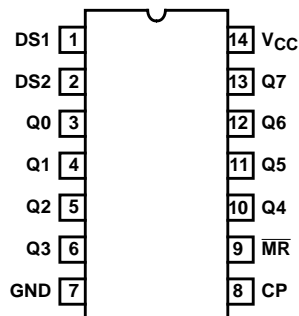 DS1 1 14 VCC
DS2 2 13 Q7
Q0 3 12 Q6
Q1 4 11 Q5
Q2 5 10 Q4
Q3 6 9 M̅R̅
GND 7 8 CP